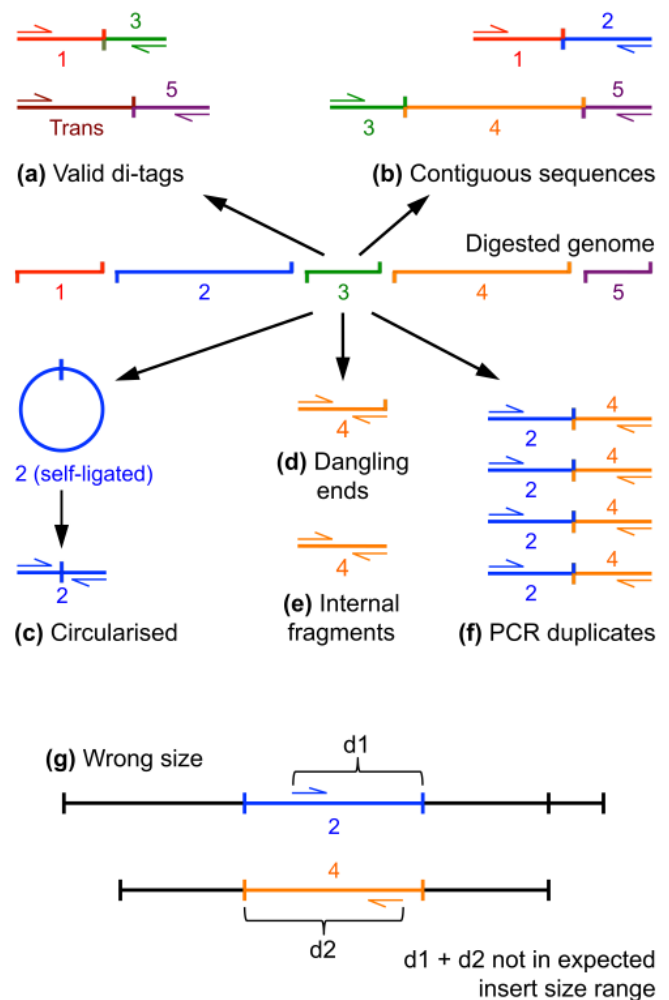 3
1
5
Trans
(a) Valid di-tags
2
1
3
4
5
(b) Contiguous sequences
Digested genome
1
2
3
4
5
2 (self-ligated)
2
(c) Circularised
4
(d) Dangling
ends
4
(e) Internal
fragments
4
2
4
2
4
2
4
2
(f) PCR duplicates
(g) Wrong size
d1
2
4
d2
d1 + d2 not in expected
insert size range